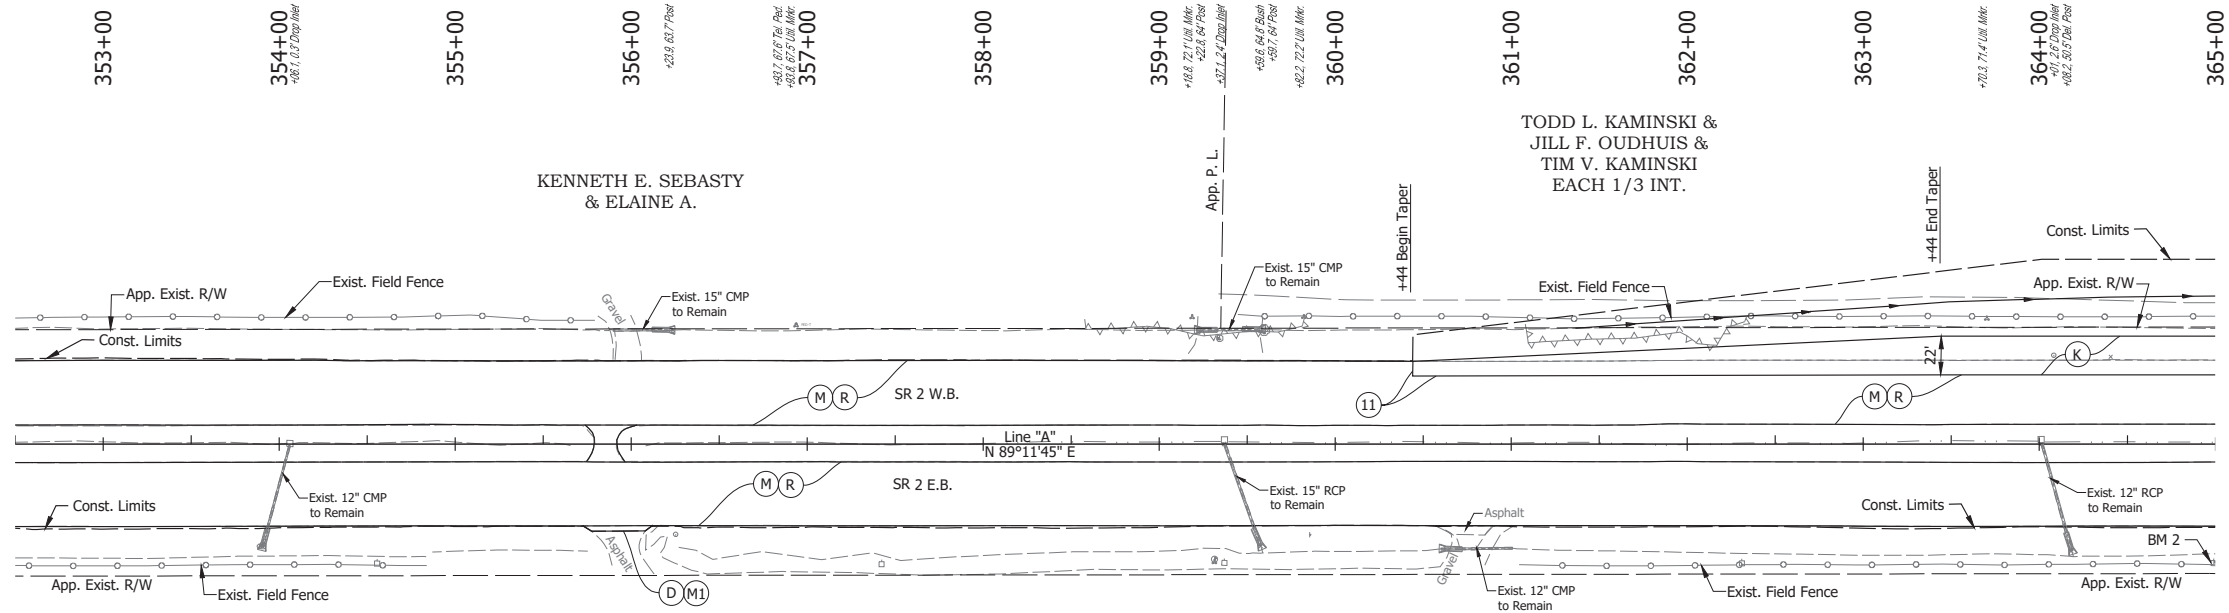 353+00
354+00
+06.1, 0.3' Drop Inlet
355+00
356+00
+23.9, 63.7' Post
+93.7, 67.6' Tel. Ped.
+93.8, 67.5' Util. Mrkr.
357+00
358+00
359+00
+18.8, 72.1' Util. Mrkr.
+22.8, 64' Post
+37.1, 2.4' Drop Inlet
+59.6, 64.8' Bush
+59.7, 64' Post
+82.2, 72.2' Util. Mrkr.
360+00
361+00
362+00
363+00
+70.3, 71.4' Util. Mrkr.
364+00
+01, 2.6' Drop Inlet
+08.2, 50.5' Del. Post
365+00
KENNETH E. SEBASTY
& ELAINE A.
TODD L. KAMINSKI &
JILL F. OUDHUIS &
TIM V. KAMINSKI
EACH 1/3 INT.
App. P. L.
+44 Begin Taper
+44 End Taper
Const. Limits
App. Exist. R/W
Exist. Field Fence
Gravel
Exist. 15" CMP
to Remain
Exist. 15" CMP
to Remain
Exist. Field Fence
App. Exist. R/W
Const. Limits
22'
K
M R
SR 2 W.B.
11
M R
Line "A"
N 89°11'45" E
M R
SR 2 E.B.
Const. Limits
Exist. 12" CMP
to Remain
Exist. 15" RCP
to Remain
Asphalt
Const. Limits
Exist. 12" RCP
to Remain
BM 2
Asphalt
Gravel
App. Exist. R/W
Exist. Field Fence
D M1
Exist. 12" CMP
to Remain
Exist. Field Fence
App. Exist. R/W